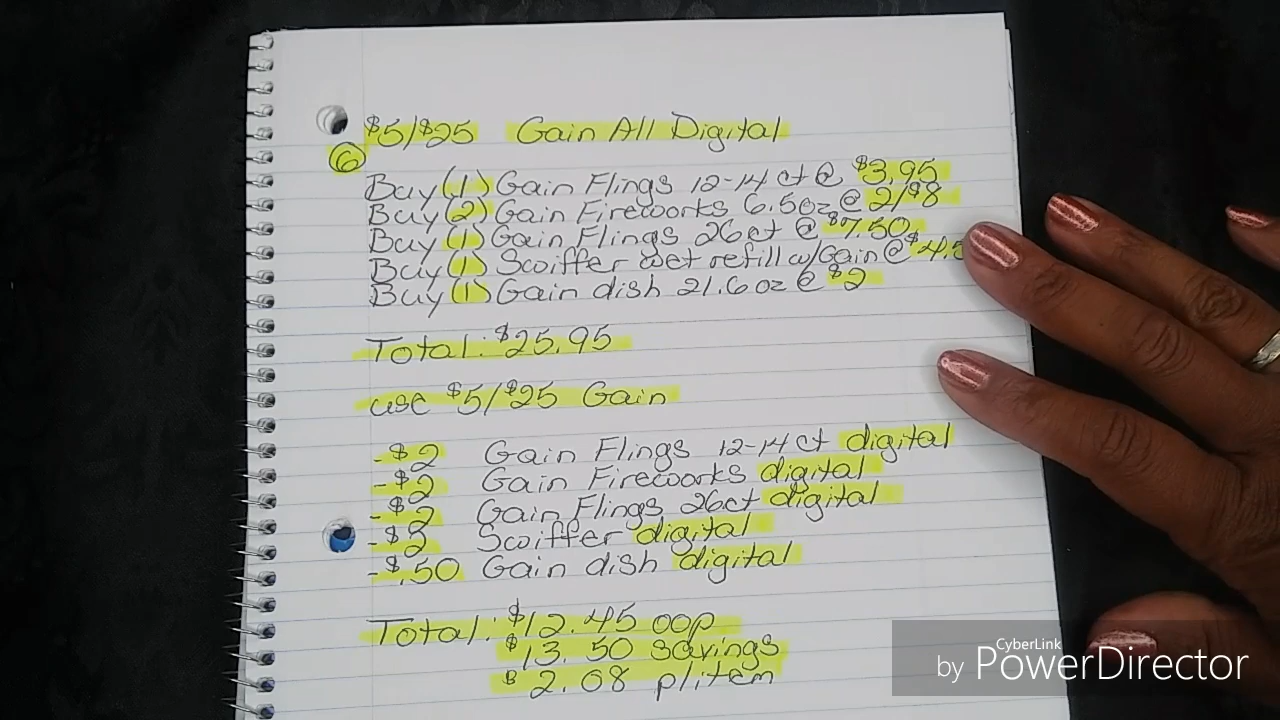 $5/$25 Gain All Digital
6
Buy (1) Gain Flings 12-14 ct @ $3.95
Buy (2) Gain Fireworks 6.5oz @ 2/$8
Buy (1) Gain Flings 26ct @ $7.50
Buy (1) Swiffer wet refill w/Gain @ $4.5
Buy (1) Gain dish 21.6 oz @ $2
Total: $25.95
use $5/$25 Gain
-$2 Gain Flings 12-14 ct digital
-$2 Gain Fireworks digital
-$2 Gain Flings 26ct digital
-$2 Swiffer digital
-$.50 Gain dish digital
Total: $12.45 oop
$13.50 savings
$2.08 p/item
CyberLink
by PowerDirector